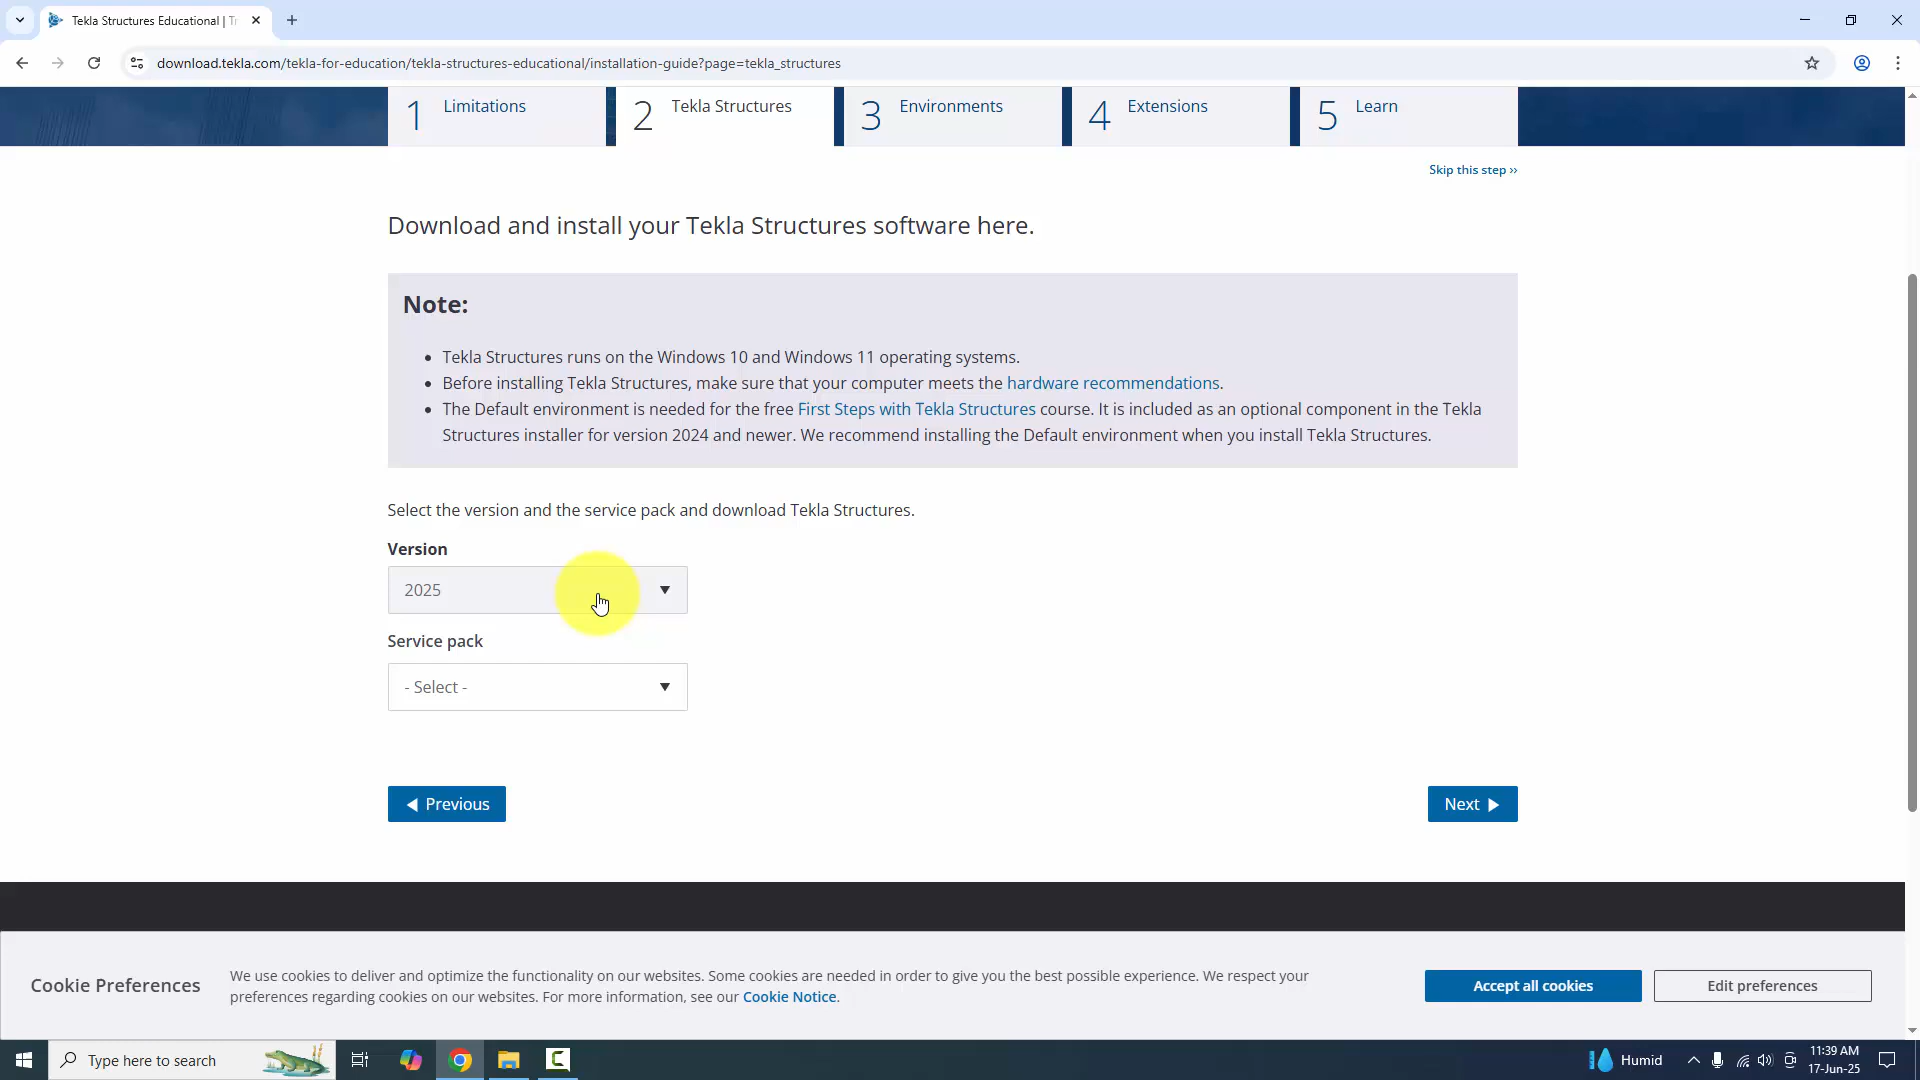 Tekla Structures Educational | Tr
download.tekla.com/tekla-for-education/tekla-structures-educational/installation-guide?page=tekla_structures
1 Limitations
2 Tekla Structures
3 Environments
4 Extensions
5 Learn
Skip this step ››
Download and install your Tekla Structures software here.
Note:
• Tekla Structures runs on the Windows 10 and Windows 11 operating systems.
• Before installing Tekla Structures, make sure that your computer meets the hardware recommendations.
• The Default environment is needed for the free First Steps with Tekla Structures course. It is included as an optional component in the Tekla
Structures installer for version 2024 and newer. We recommend installing the Default environment when you install Tekla Structures.
Select the version and the service pack and download Tekla Structures.
Version
2025
Service pack
- Select -
Previous
Next
Cookie Preferences
We use cookies to deliver and optimize the functionality on our websites. Some cookies are needed in order to give you the best possible experience. We respect your
preferences regarding cookies on our websites. For more information, see our Cookie Notice.
Accept all cookies
Edit preferences
Type here to search
Humid
11:39 AM
17-Jun-25